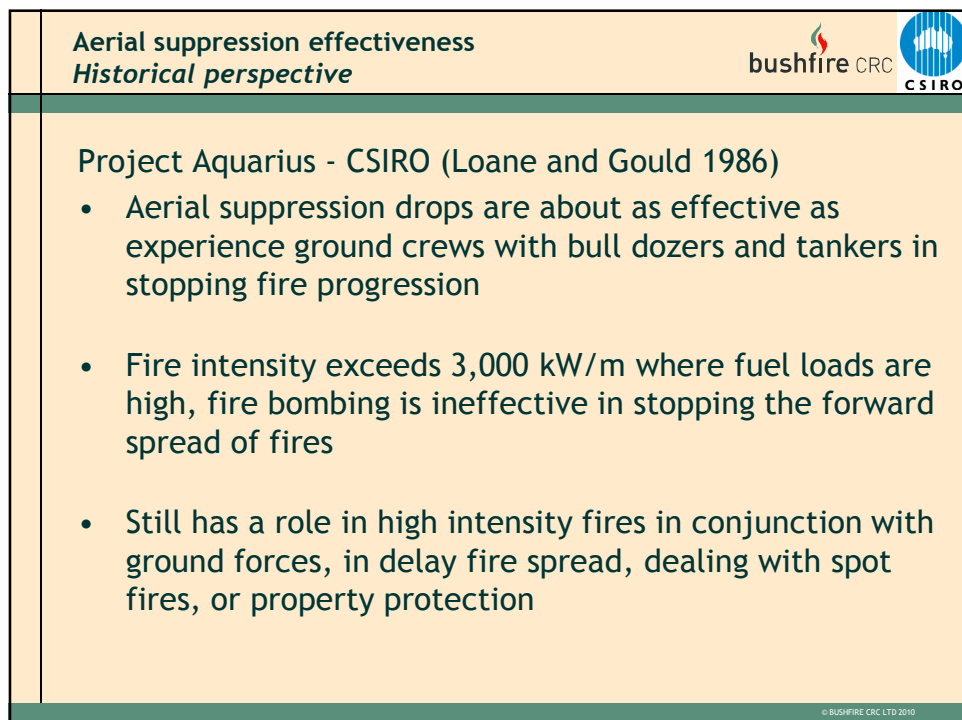 Aerial suppression effectiveness
Historical perspective
bushfire CRC
CSIRO
Project Aquarius - CSIRO (Loane and Gould 1986)
• Aerial suppression drops are about as effective as
experience ground crews with bull dozers and tankers in
stopping fire progression
• Fire intensity exceeds 3,000 kW/m where fuel loads are
high, fire bombing is ineffective in stopping the forward
spread of fires
• Still has a role in high intensity fires in conjunction with
ground forces, in delay fire spread, dealing with spot
fires, or property protection
© BUSHFIRE CRC LTD 2010